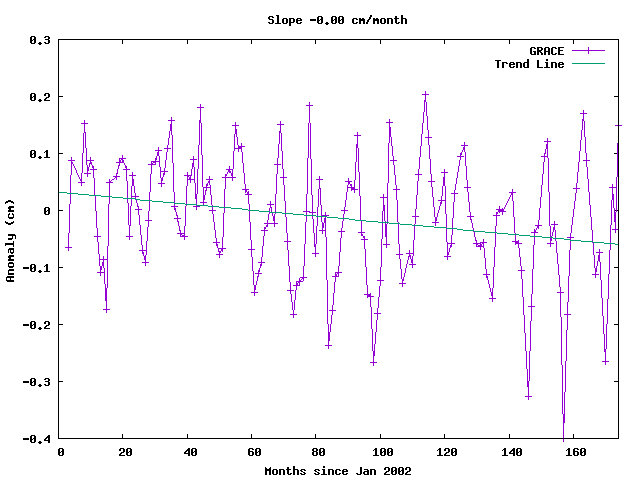 Slope -0.00 cm/month
GRACE
Trend Line
0.3
0.2
0.1
0
-0.1
-0.2
-0.3
-0.4
Anomaly (cm)
0 20 40 60 80 100 120 140 160
Months since Jan 2002